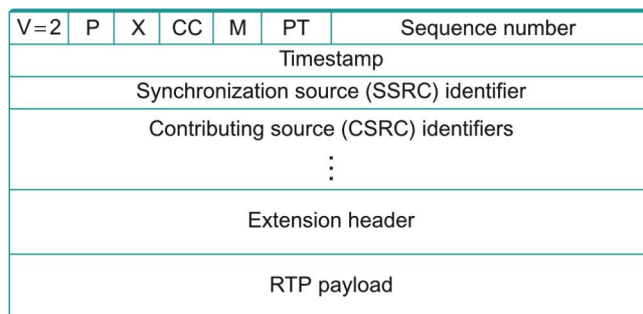 V=2 P X CC M PT Sequence number
Timestamp
Synchronization source (SSRC) identifier
Contributing source (CSRC) identifiers
⋮
Extension header
RTP payload